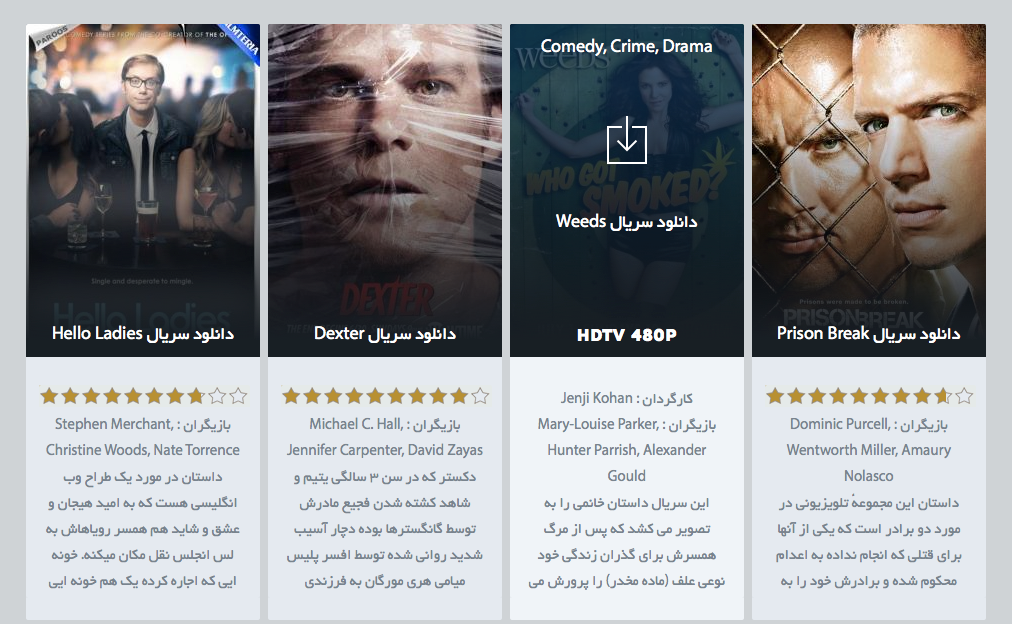 PAROOS
COMEDY SERIES FROM THE CO-CREATOR OF THE OF
Single and desperate to mingle.
Hello Ladies
دانلود سریال Hello Ladies
بازیگران : Stephen Merchant,
Christine Woods, Nate Torrence
داستان در مورد یک طراح وب
انگلیسی هست که به امید هیجان و
عشق و شاید هم همسر رویاهاش به
لس انجلس نقل مکان میکنه. خونه
ایی که اجاره کرده یک هم خونه ایی
DEXTER
دانلود سریال Dexter
بازیگران : Michael C. Hall,
Jennifer Carpenter, David Zayas
دکستر که در سن ۳ سالگی یتیم و
شاهد کشته شدن فجیع مادرش
توسط گانگسترها بوده دچار آسیب
شدید روانی شده توسط افسر پلیس
میامی هری مورگان به فرزندی
Comedy, Crime, Drama
WEEDS
WHO GOT
SMOKED?
دانلود سریال Weeds
HDTV 480P
کارگردان : Jenji Kohan
بازیگران : Mary-Louise Parker,
Hunter Parrish, Alexander
Gould
این سریال داستان خانمی را به
تصویر می کشد که پس از مرگ
همسرش برای گذران زندگی خود
نوعی علف (ماده مخدر) را پرورش می
Prisons were made to be broken.
PRISON BREAK
دانلود سریال Prison Break
بازیگران : Dominic Purcell,
Wentworth Miller, Amaury
Nolasco
داستان این مجموعهٔ تلویزیونی در
مورد دو برادر است که یکی از آنها
برای قتلی که انجام نداده به اعدام
محکوم شده و برادرش خود را به